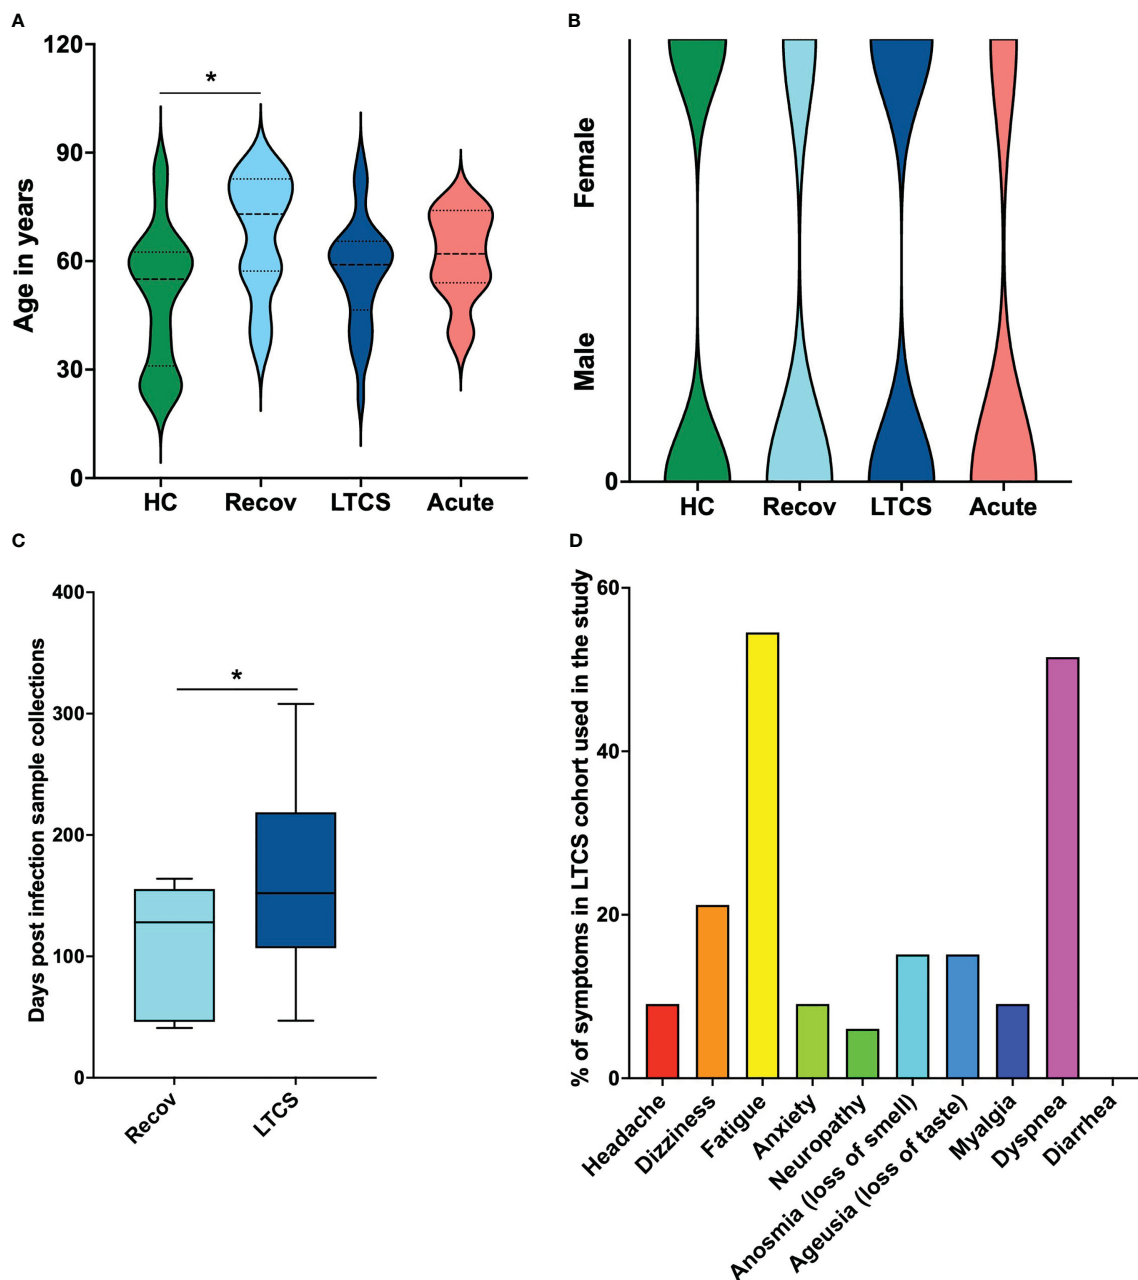 A
Age in years
120
90
60
30
0
*
HC
Recov
LTCS
Acute
B
Female
Male
0
HC
Recov
LTCS
Acute
C
Days post infection sample collections
400
300
200
100
0
*
Recov
LTCS
D
% of symptoms in LTCS cohort used in the study
60
40
20
0
Headache
Dizziness
Fatigue
Anxiety
Neuropathy
Anosmia (loss of smell)
Ageusia (loss of taste)
Myalgia
Dyspnea
Diarrhea